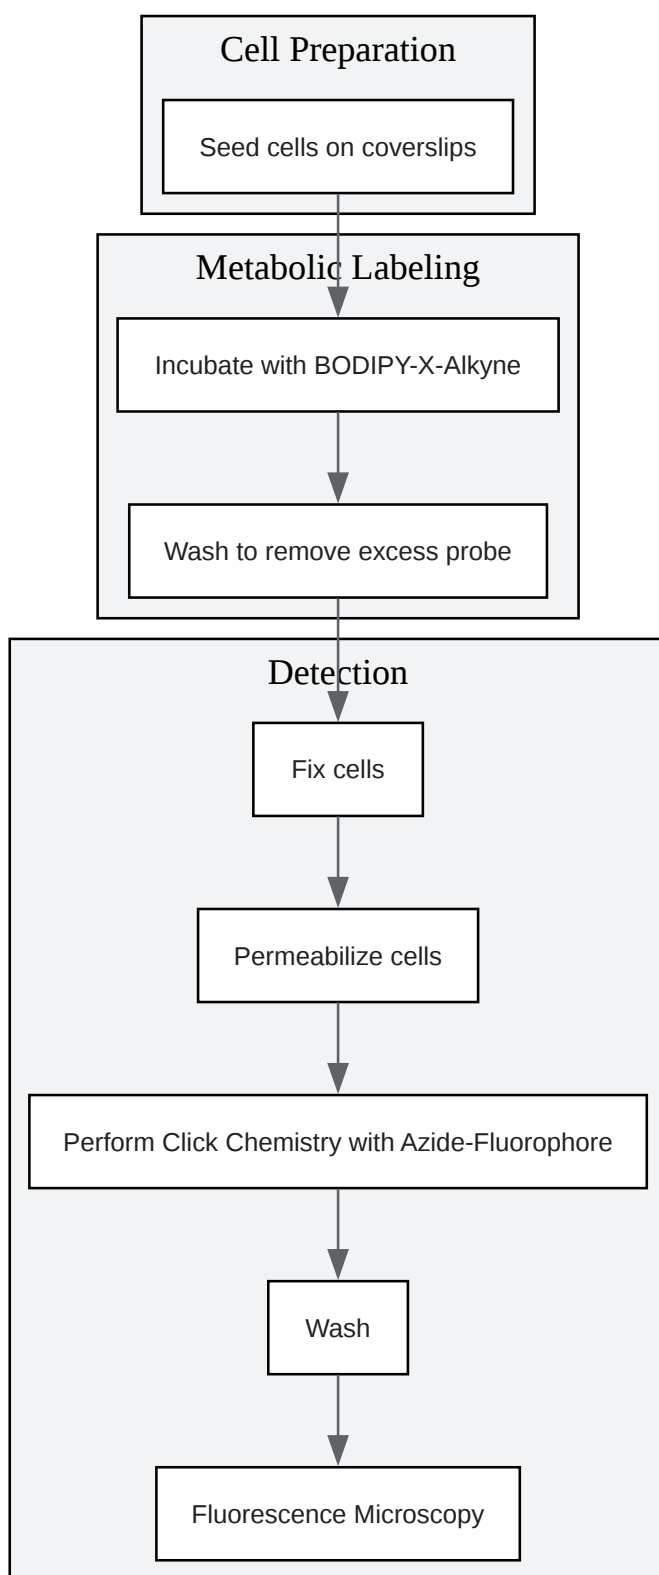 Cell Preparation
Seed cells on coverslips
Metabolic Labeling
Incubate with BODIPY-X-Alkyne
Wash to remove excess probe
Detection
Fix cells
Permeabilize cells
Perform Click Chemistry with Azide-Fluorophore
Wash
Fluorescence Microscopy